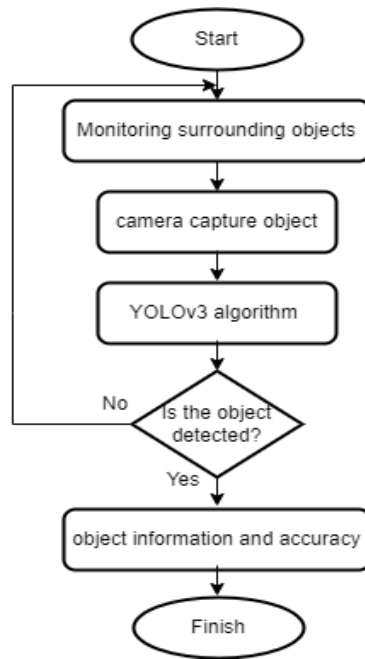 Start
Monitoring surrounding objects
camera capture object
YOLOv3 algorithm
No
Is the object
detected?
Yes
object information and accuracy
Finish